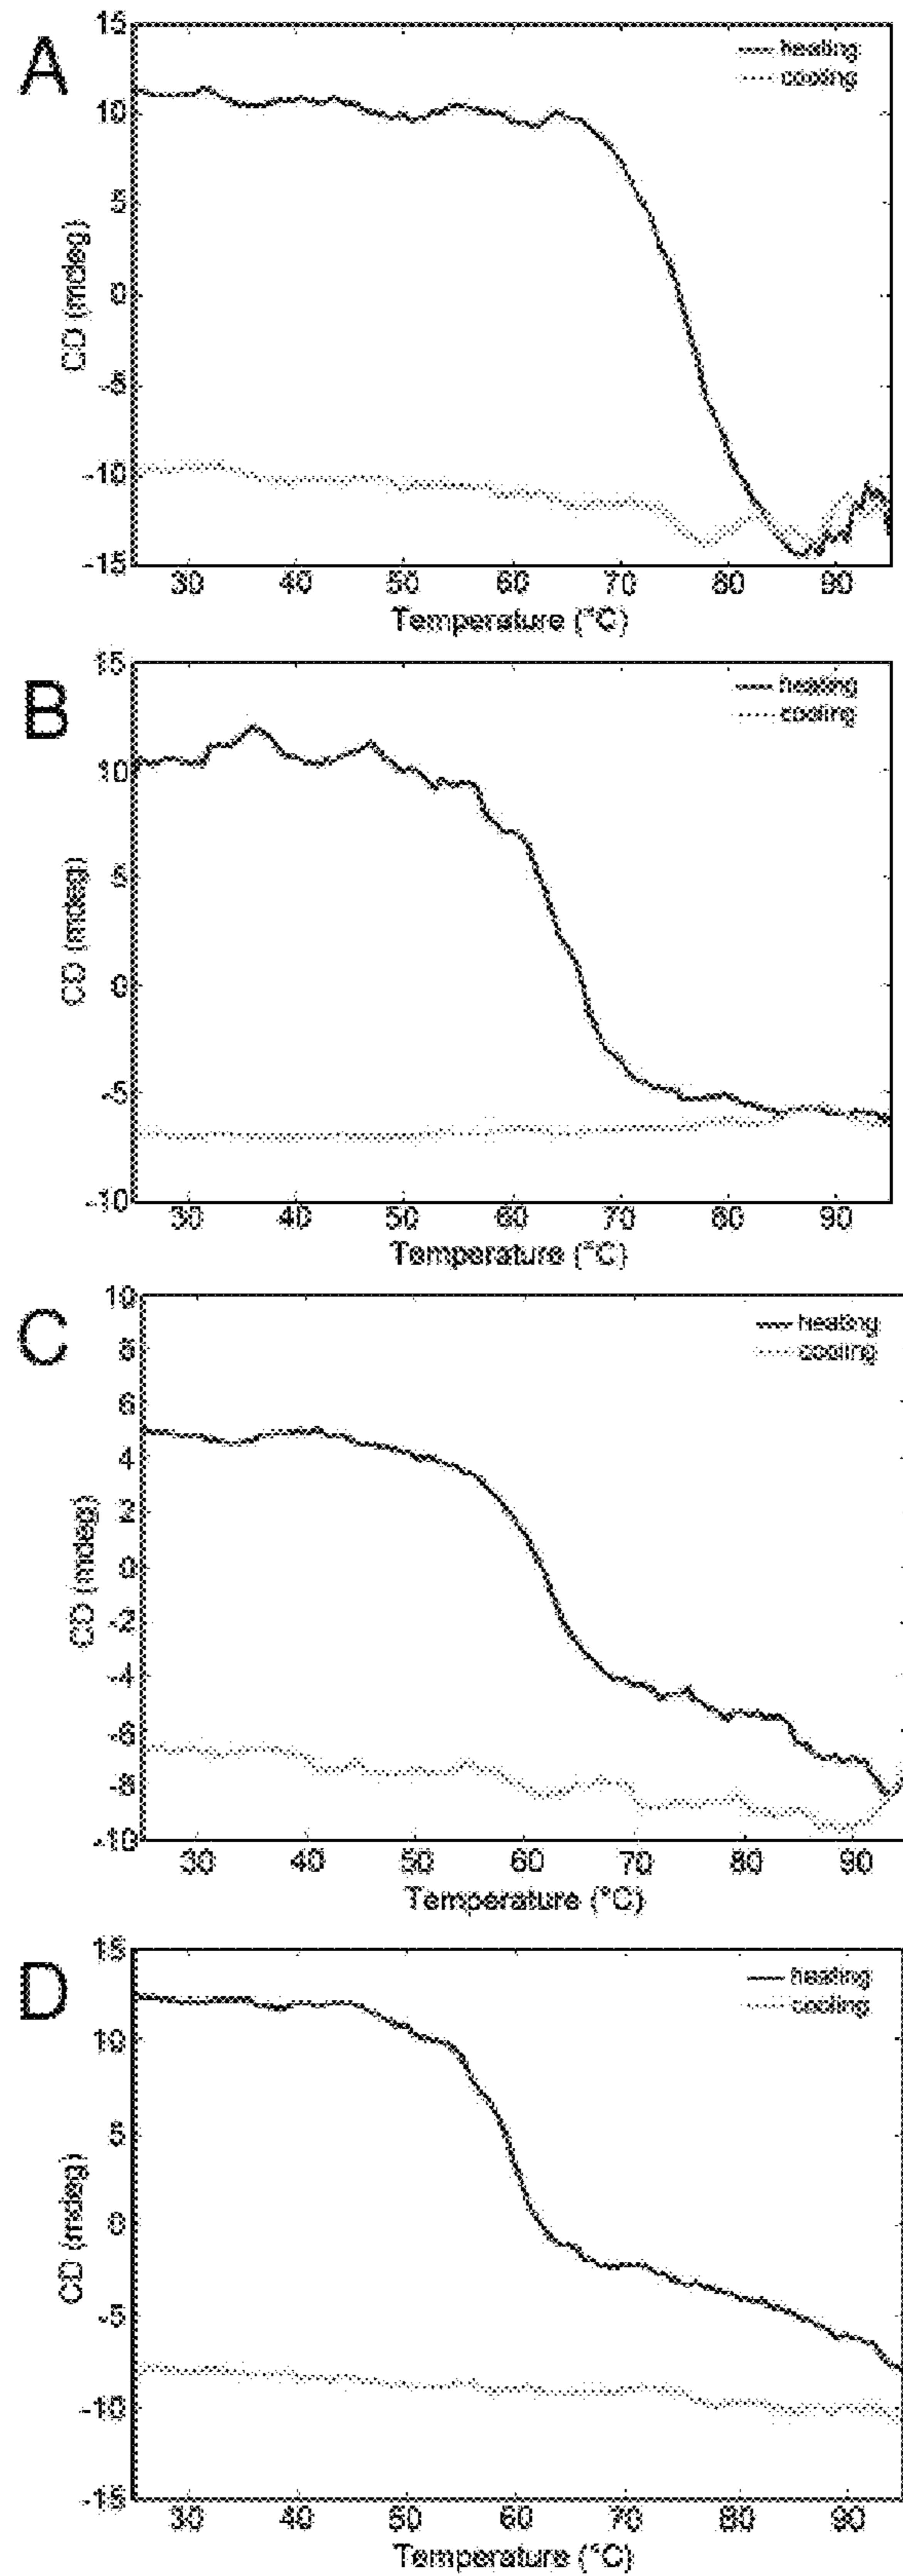 A
15
10
5
0
-5
-10
-15
CD (mdeg)
heating
cooling
30 40 50 60 70 80 90
Temperature (°C)
B
15
10
5
0
-5
-10
CD (mdeg)
heating
cooling
30 40 50 60 70 80 90
Temperature (°C)
C
10
8
6
4
2
0
-2
-4
-6
-8
-10
CD (mdeg)
heating
cooling
30 40 50 60 70 80 90
Temperature (°C)
D
15
10
5
0
-5
-10
-15
CD (mdeg)
heating
cooling
30 40 50 60 70 80 90
Temperature (°C)